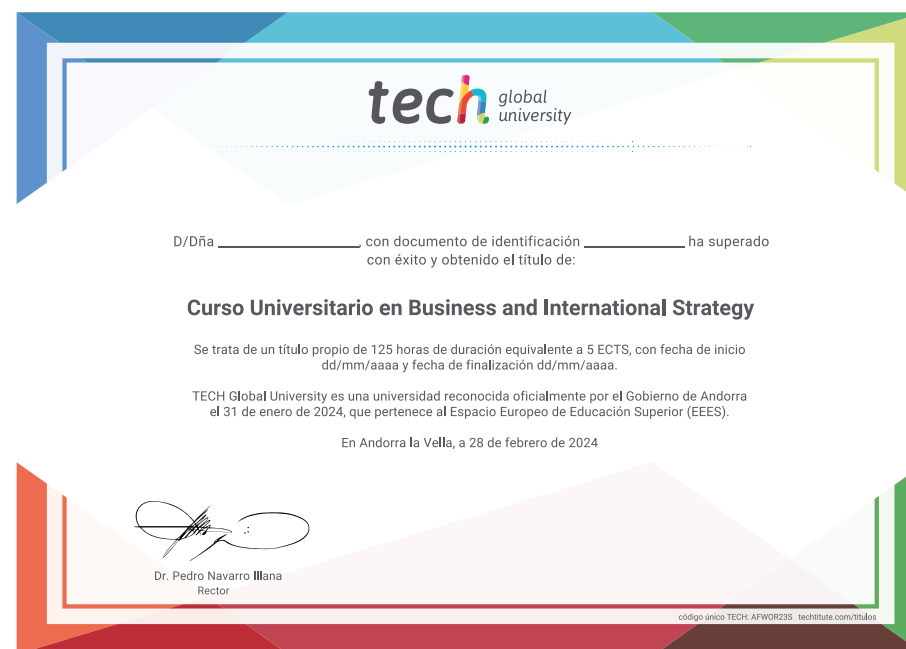 tech global university
D/Dña ____________________, con documento de identificación ______________ ha superado
con éxito y obtenido el título de:
Curso Universitario en Business and International Strategy
Se trata de un título propio de 125 horas de duración equivalente a 5 ECTS, con fecha de inicio
dd/mm/aaaa y fecha de finalización dd/mm/aaaa.
TECH Global University es una universidad reconocida oficialmente por el Gobierno de Andorra
el 31 de enero de 2024, que pertenece al Espacio Europeo de Educación Superior (EEES).
En Andorra la Vella, a 28 de febrero de 2024
Dr. Pedro Navarro Illana
Rector
código único TECH: AFWOR23S techtitute.com/titulos